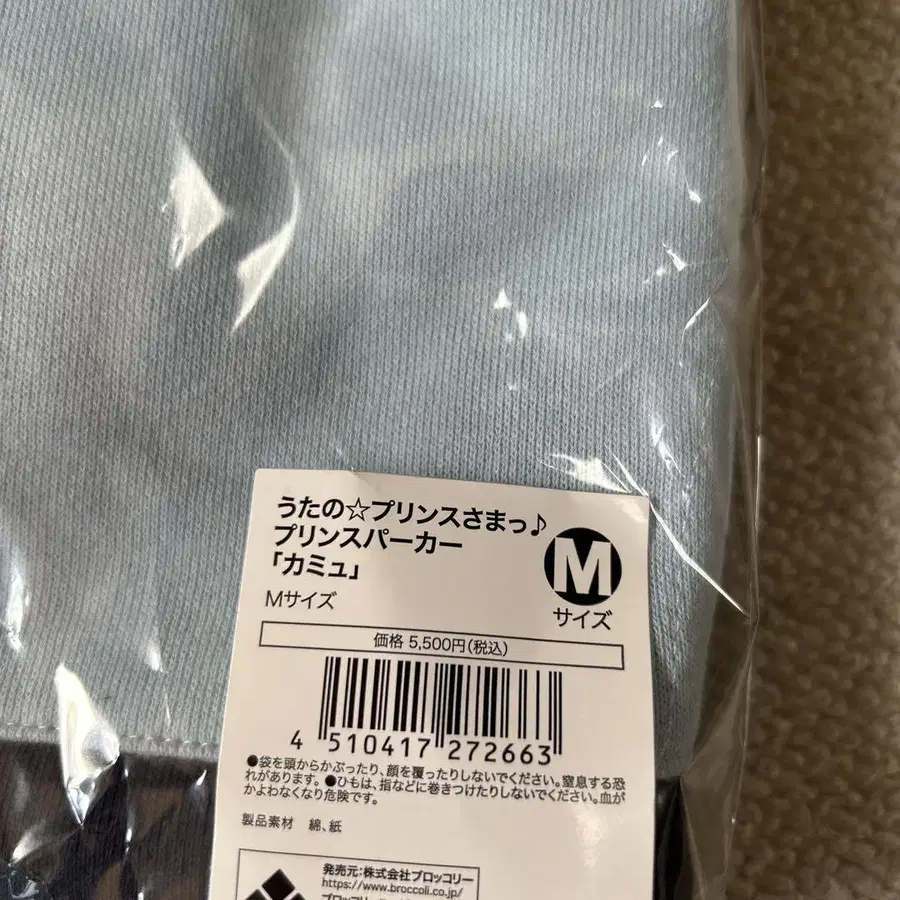 うたの☆プリンスさまっ♪
プリンスパーカー
「カミュ」
Mサイズ
M
サイズ
価格 5,500円(税込)
4 510417 272663
●袋を頭からかぶったり、顔を覆ったりしないでください。窒息する恐
れがあります。●ひもは、指などに巻きつけたりしないでください。血が
かよわなくなり危険です。
製品素材 綿、紙
発売元:株式会社ブロッコリー
https://www.broccoli.co.jp/